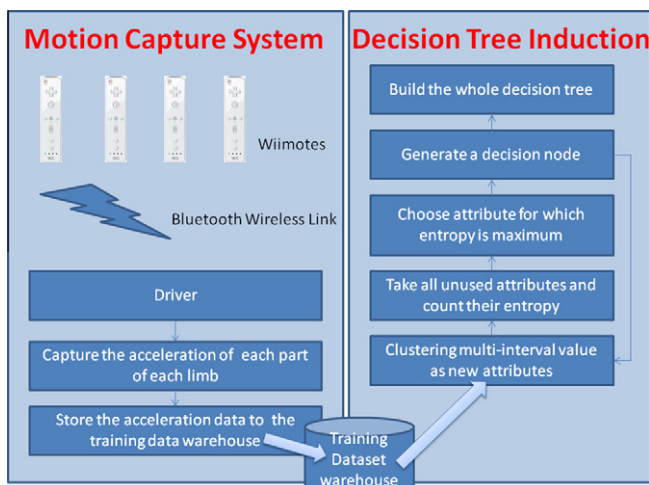 Motion Capture System
Wiimotes
Bluetooth Wireless Link
Driver
Capture the acceleration of each part
of each limb
Store the acceleration data to the
training data warehouse
Training
Dataset
warehouse
Decision Tree Induction
Build the whole decision tree
Generate a decision node
Choose attribute for which
entropy is maximum
Take all unused attributes and
count their entropy
Clustering multi-interval value
as new attributes